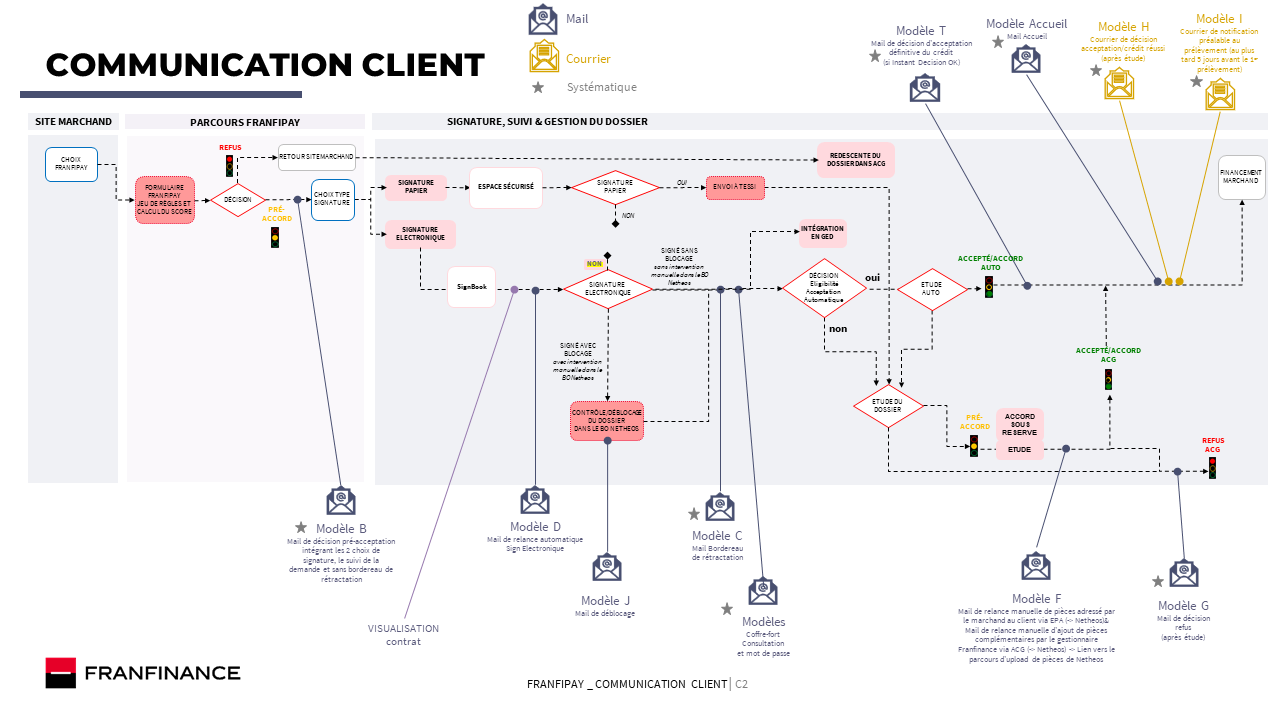 COMMUNICATION CLIENT
Mail
Courrier
Systématique
Modèle T
Mail de décision d'acceptation
définitive du crédit
(si Instant Decision OK)
Modèle Accueil
Mail Accueil
Modèle H
Courrier de décision
acceptation/crédit réussi
(après étude)
Modèle I
Courrier de notification
préalable au
prélèvement (au plus
tard 5 jours avant le 1er
prélèvement)
SITE MARCHAND
PARCOURS FRANFIPAY
SIGNATURE, SUIVI & GESTION DU DOSSIER
CHOIX
FRANFIPAY
REFUS
RETOUR SITE MARCHAND
FORMULAIRE
FRANFIPAY
JEU DE RÈGLES ET
CALCUL DU SCORE
DÉCISION
PRÉ-
ACCORD
CHOIX TYPE
SIGNATURE
SIGNATURE
PAPIER
ESPACE SÉCURISÉ
SIGNATURE
PAPIER
OUI
NON
ENVOI À TESSI
REDESCENTE DU
DOSSIER DANS ACG
FINANCEMENT
MARCHAND
SIGNATURE
ELECTRONIQUE
SignBook
NON
SIGNATURE
ELECTRONIQUE
SIGNÉ SANS
BLOCAGE
sans intervention
manuelle dans le BO
Netheos
INTÉGRATION
EN GED
DÉCISION
Eligibilité
Acceptation
Automatique
oui
non
ETUDE
AUTO
ACCEPTÉ/ACCORD
AUTO
SIGNÉ AVEC
BLOCAGE
avec intervention
manuelle dans le
BO Netheos
CONTRÔLE/DÉBLOCAGE
DU DOSSIER
DANS LE BO NETHEOS
ETUDE DU
DOSSIER
ACCEPTÉ/ACCORD
ACG
PRÉ-
ACCORD
ACCORD
SOUS
RESERVE
ETUDE
REFUS
ACG
Modèle B
Mail de décision pré-acceptation
intégrant les 2 choix de
signature, le suivi de la
demande et sans bordereau de
rétractation
VISUALISATION
contrat
Modèle D
Mail de relance automatique
Sign Electronique
Modèle J
Mail de déblocage
Modèle C
Mail Bordereau
de rétractation
Modèles
Coffre-fort
Consultation
et mot de passe
Modèle F
Mail de relance manuelle de pièces adressé par
le marchand au client via EPA (<> Netheos)&
Mail de relance manuelle d'ajout de pièces
complémentaires par le gestionnaire
Franfinance via ACG (<> Netheos) -> Lien vers le
parcours d'upload de pièces de Netheos
Modèle G
Mail de décision
refus
(après étude)
FRANFINANCE
FRANFIPAY _ COMMUNICATION CLIENT | C2